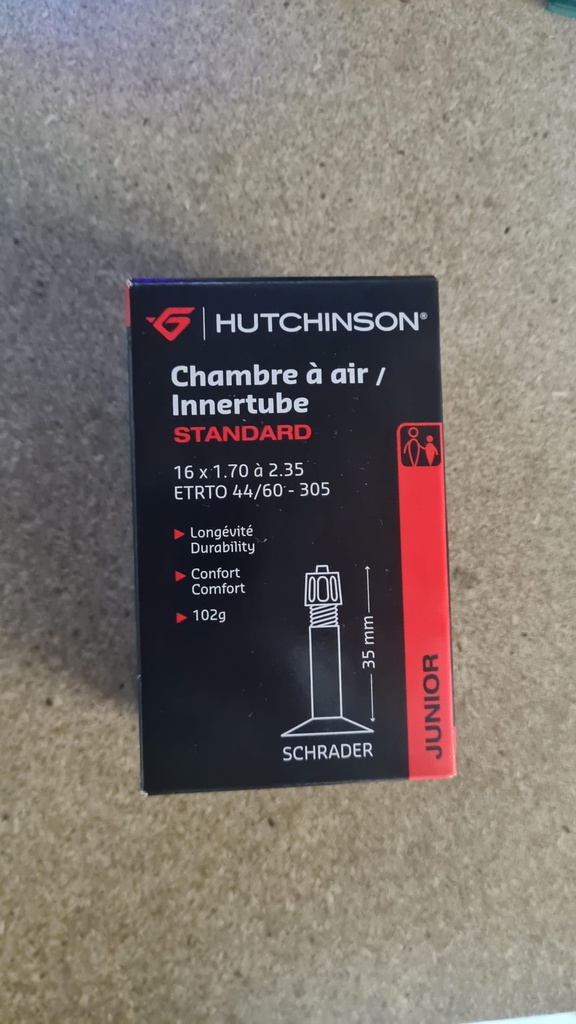 HUTCHINSON®
Chambre à air /
Innertube
STANDARD
16 x 1.70 à 2.35
ETRTO 44/60 - 305
Longévité
Durability
Confort
Comfort
102g
35 mm
SCHRADER
JUNIOR